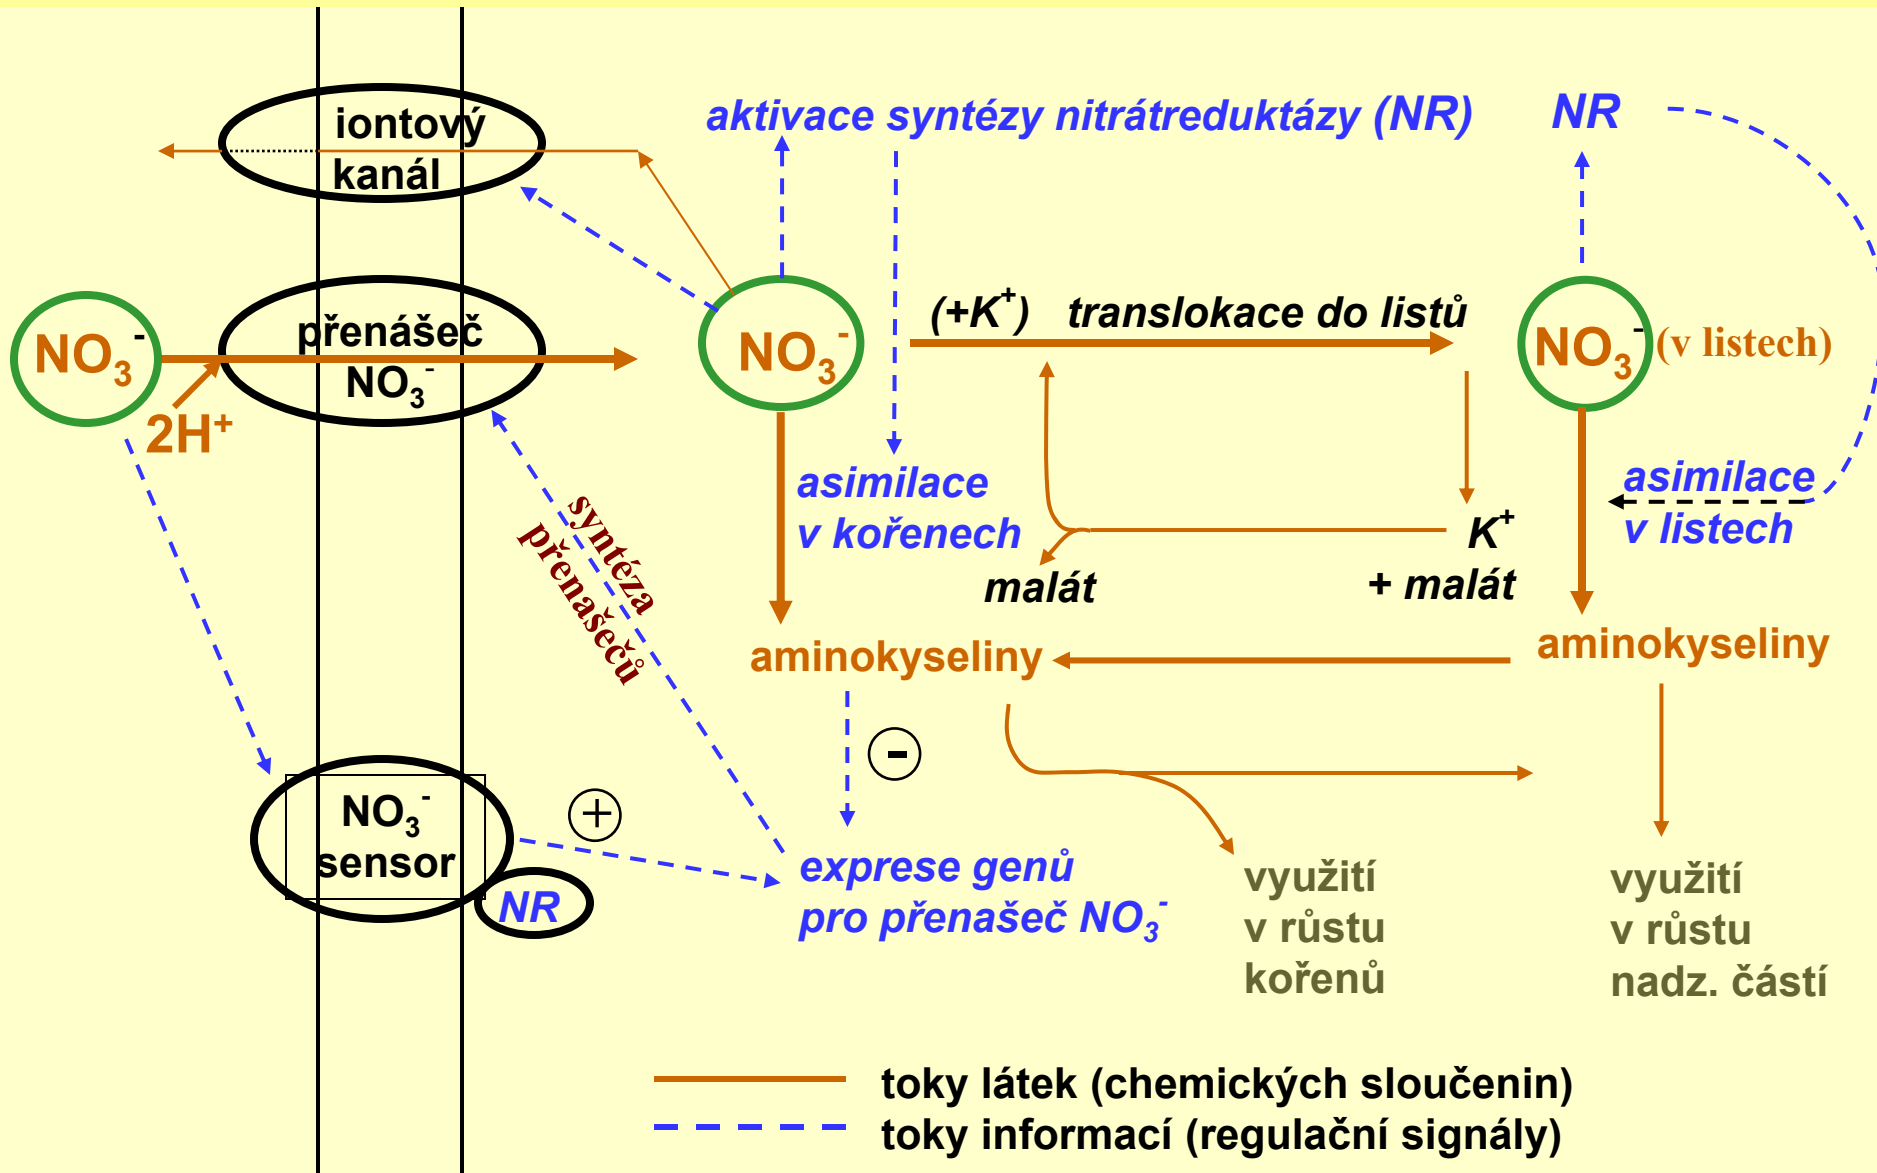 iontový
kanál
aktivace syntézy nitrátreduktázy (NR)
NR
NO₃⁻
2H⁺
přenášeč
NO₃⁻
NO₃⁻
(+K⁺) translokace do listů
NO₃⁻ (v listech)
asimilace
v kořenech
malát
K⁺
+ malát
asimilace
v listech
syntéza
přenašečů
aminokyseliny
aminokyseliny
-
+
NO₃⁻
sensor
NR
exprese genů
pro přenašeč NO₃⁻
využití
v růstu
kořenů
využití
v růstu
nadz. částí
toky látek (chemických sloučenin)
toky informací (regulační signály)